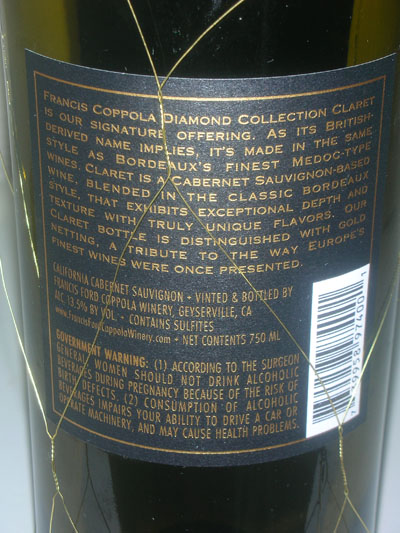 FRANCIS COPPOLA DIAMOND COLLECTION CLARET
IS OUR SIGNATURE OFFERING. AS ITS BRITISH-
DERIVED NAME IMPLIES, IT'S MADE IN THE SAME
STYLE AS BORDEAUX'S FINEST MEDOC-TYPE
WINES. CLARET IS A CABERNET SAUVIGNON-BASED
WINE, BLENDED IN THE CLASSIC BORDEAUX
STYLE, THAT EXHIBITS EXCEPTIONAL DEPTH AND
TEXTURE WITH TRULY UNIQUE FLAVORS. OUR
CLARET BOTTLE IS DISTINGUISHED WITH GOLD
NETTING, A TRIBUTE TO THE WAY EUROPE'S
FINEST WINES WERE ONCE PRESENTED.
CALIFORNIA CABERNET SAUVIGNON • VINTED & BOTTLED BY
FRANCIS FORD COPPOLA WINERY, GEYSERVILLE, CA
ALC 13.5% BY VOL • CONTAINS SULFITES
www.FrancisFordCoppolaWinery.com • NET CONTENTS 750 ML
GOVERNMENT WARNING: (1) ACCORDING TO THE SURGEON
GENERAL, WOMEN SHOULD NOT DRINK ALCOHOLIC
BEVERAGES DURING PREGNANCY BECAUSE OF THE RISK OF
BIRTH DEFECTS. (2) CONSUMPTION OF ALCOHOLIC
BEVERAGES IMPAIRS YOUR ABILITY TO DRIVE A CAR OR
OPERATE MACHINERY, AND MAY CAUSE HEALTH PROBLEMS.